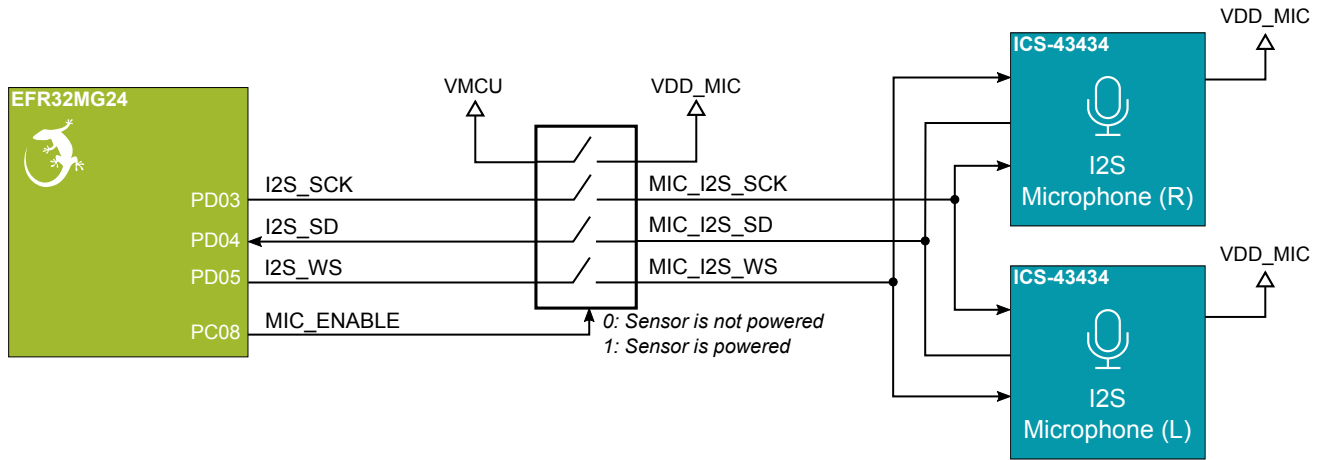 EFR32MG24
PD03
PD04
PD05
PC08
I2S_SCK
I2S_SD
I2S_WS
MIC_ENABLE
VMCU
VDD_MIC
MIC_I2S_SCK
MIC_I2S_SD
MIC_I2S_WS
0: Sensor is not powered
1: Sensor is powered
ICS-43434
I2S
Microphone (R)
VDD_MIC
ICS-43434
I2S
Microphone (L)
VDD_MIC